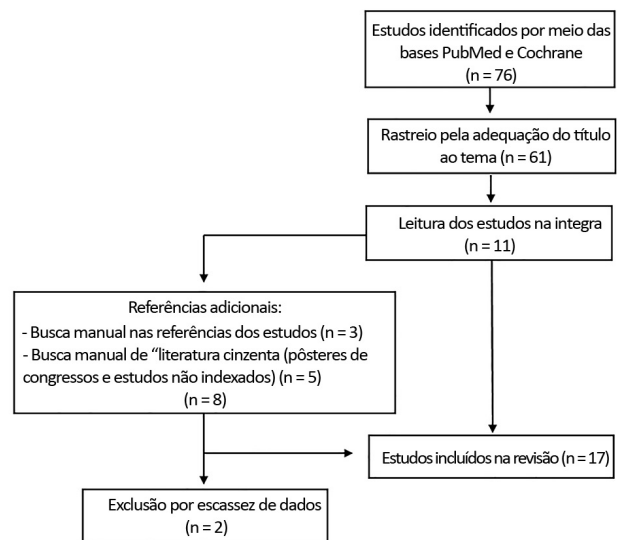 Estudos identificados por meio das
bases PubMed e Cochrane
(n = 76)
Rastreio pela adequação do título
ao tema (n = 61)
Leitura dos estudos na integra
(n = 11)
Referências adicionais:
- Busca manual nas referências dos estudos (n = 3)
- Busca manual de “literatura cinzenta (pôsteres de
congressos e estudos não indexados) (n = 5)
(n = 8)
Estudos incluídos na revisão (n = 17)
Exclusão por escassez de dados
(n = 2)